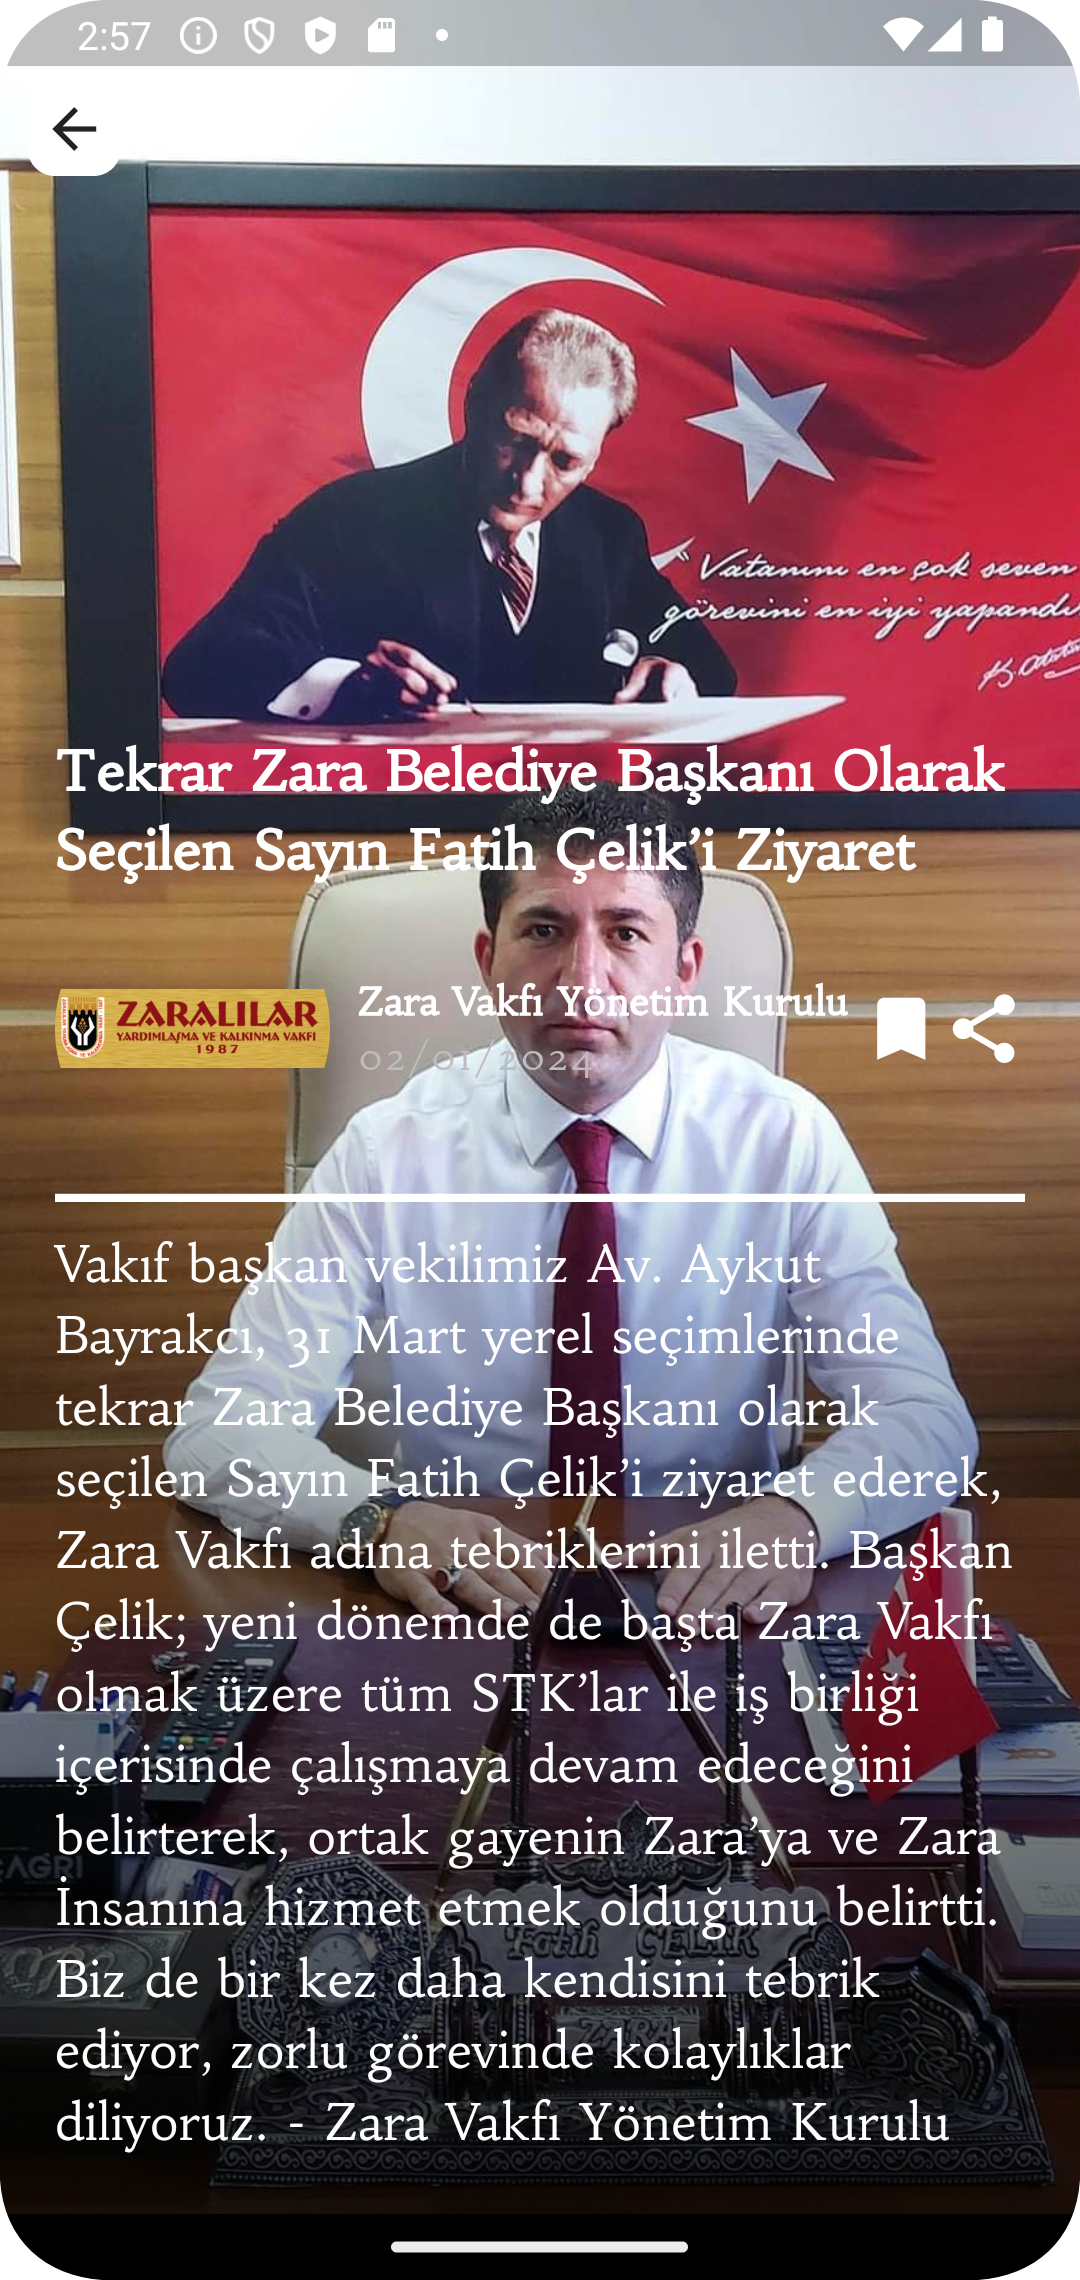 2:57
“Vatanını en çok seven
görevini en iyi yapandı
K. Atatü
Tekrar Zara Belediye Başkanı Olarak
Seçilen Sayın Fatih Çelik’i Ziyaret
ZARALILAR
YARDIMLAŞMA VE KALKINMA VAKFI
1987
Zara Vakfı Yönetim Kurulu
02/01/2024
Vakıf başkan vekilimiz Av. Aykut
Bayrakcı, 31 Mart yerel seçimlerinde
tekrar Zara Belediye Başkanı olarak
seçilen Sayın Fatih Çelik’i ziyaret ederek,
Zara Vakfı adına tebriklerini iletti. Başkan
Çelik; yeni dönemde de başta Zara Vakfı
olmak üzere tüm STK’lar ile iş birliği
içerisinde çalışmaya devam edeceğini
belirterek, ortak gayenin Zara’ya ve Zara
İnsanına hizmet etmek olduğunu belirtti.
Biz de bir kez daha kendisini tebrik
ediyor, zorlu görevinde kolaylıklar
diliyoruz. - Zara Vakfı Yönetim Kurulu
ÇAGRI
Fatih ÇELİK